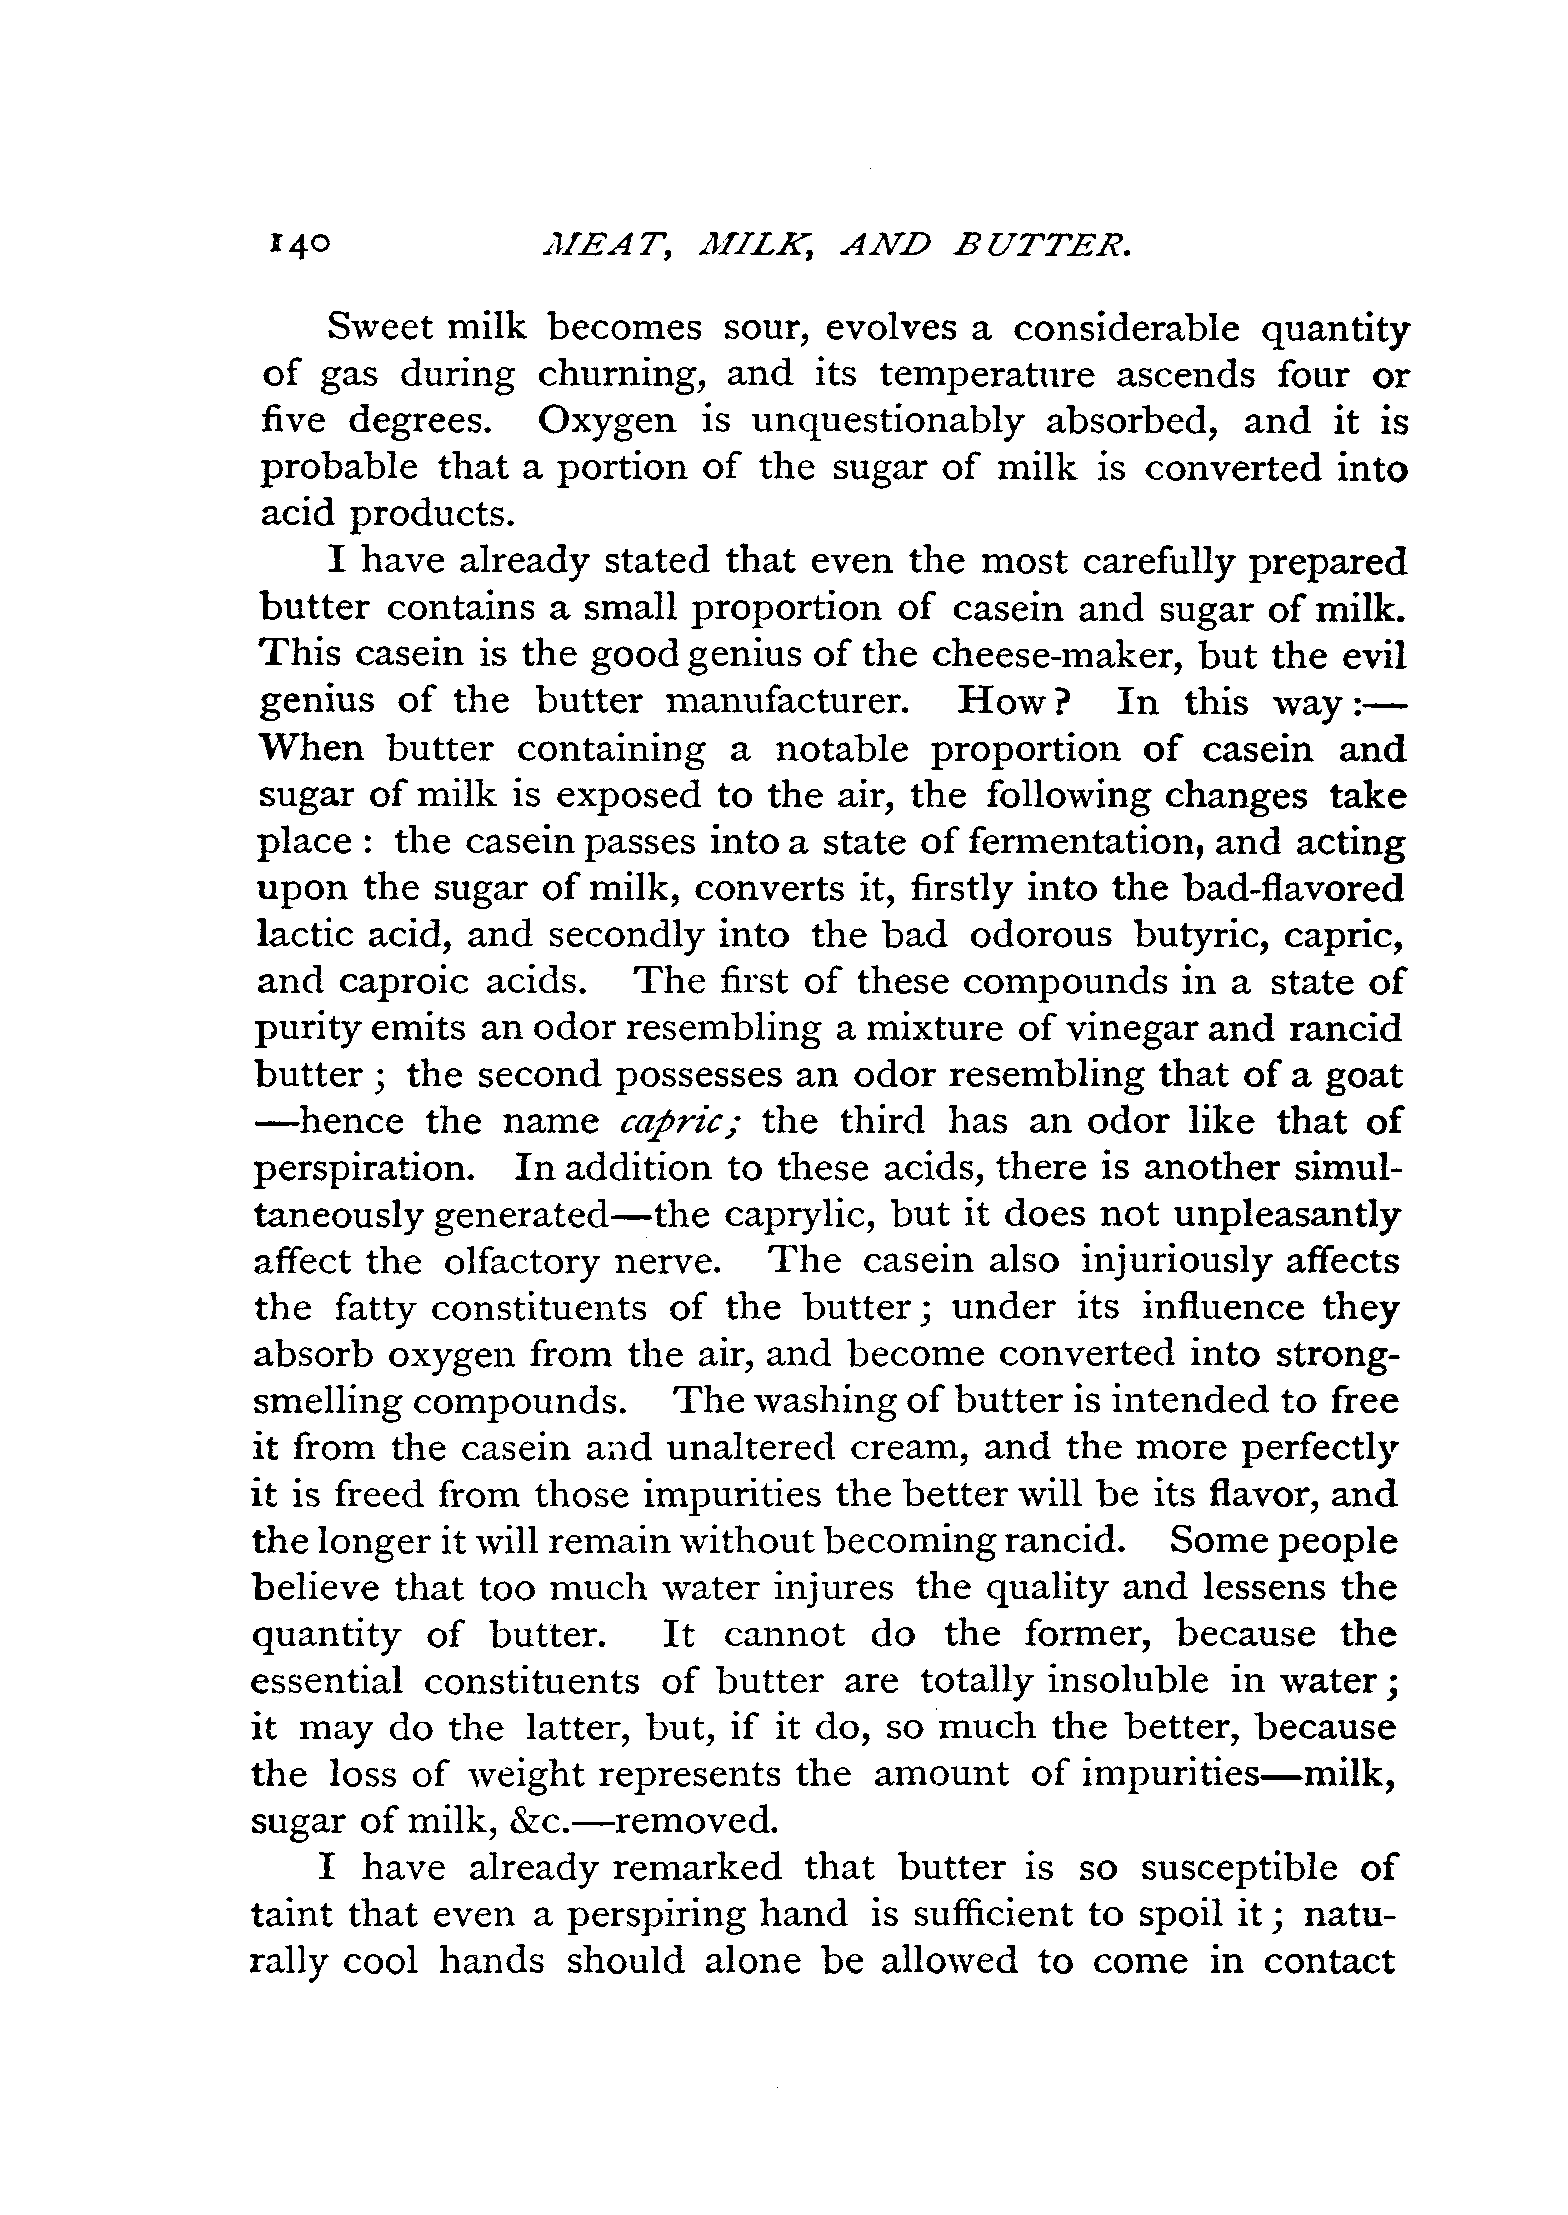 140 MEAT, MILK, AND BUTTER.
Sweet milk becomes sour, evolves a considerable quantity
of gas during churning, and its temperature ascends four or
five degrees. Oxygen is unquestionably absorbed, and it is
probable that a portion of the sugar of milk is converted into
acid products.
I have already stated that even the most carefully prepared
butter contains a small proportion of casein and sugar of milk.
This casein is the good genius of the cheese-maker, but the evil
genius of the butter manufacturer. How? In this way:—
When butter containing a notable proportion of casein and
sugar of milk is exposed to the air, the following changes take
place : the casein passes into a state of fermentation, and acting
upon the sugar of milk, converts it, firstly into the bad-flavored
lactic acid, and secondly into the bad odorous butyric, capric,
and caproic acids. The first of these compounds in a state of
purity emits an odor resembling a mixture of vinegar and rancid
butter; the second possesses an odor resembling that of a goat
—hence the name capric; the third has an odor like that of
perspiration. In addition to these acids, there is another simul-
taneously generated—the caprylic, but it does not unpleasantly
affect the olfactory nerve. The casein also injuriously affects
the fatty constituents of the butter; under its influence they
absorb oxygen from the air, and become converted into strong-
smelling compounds. The washing of butter is intended to free
it from the casein and unaltered cream, and the more perfectly
it is freed from those impurities the better will be its flavor, and
the longer it will remain without becoming rancid. Some people
believe that too much water injures the quality and lessens the
quantity of butter. It cannot do the former, because the
essential constituents of butter are totally insoluble in water;
it may do the latter, but, if it do, so much the better, because
the loss of weight represents the amount of impurities—milk,
sugar of milk, &c.—removed.
I have already remarked that butter is so susceptible of
taint that even a perspiring hand is sufficient to spoil it; natu-
rally cool hands should alone be allowed to come in contact